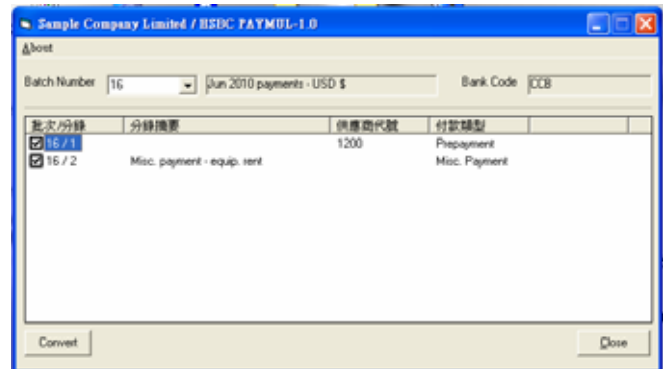 Sample Company Limited / HSBC PAYMUL-1.0
About
Batch Number 16 Jun 2010 payments - USD $ Bank Code CCB
批次/分錄 分錄摘要 供應商代號 付款類型
16 / 1 1200 Prepayment
16 / 2 Misc. payment - equip. rent Misc. Payment
Convert Close